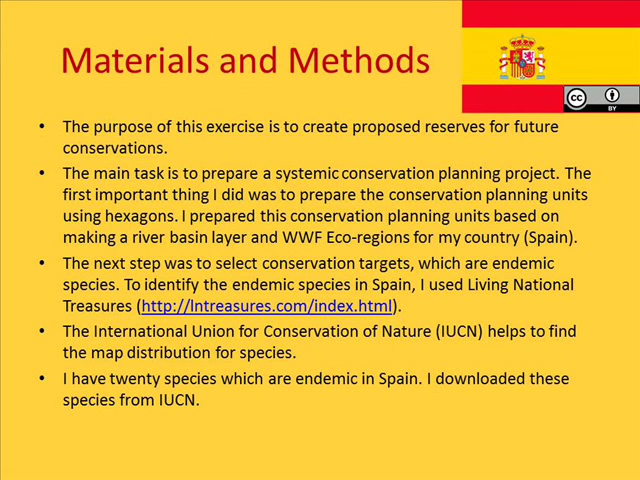 Materials and Methods
cc
BY
• The purpose of this exercise is to create proposed reserves for future
conservations.
• The main task is to prepare a systemic conservation planning project. The
first important thing I did was to prepare the conservation planning units
using hexagons. I prepared this conservation planning units based on
making a river basin layer and WWF Eco-regions for my country (Spain).
• The next step was to select conservation targets, which are endemic
species. To identify the endemic species in Spain, I used Living National
Treasures (http://lntreasures.com/index.html).
• The International Union for Conservation of Nature (IUCN) helps to find
the map distribution for species.
• I have twenty species which are endemic in Spain. I downloaded these
species from IUCN.